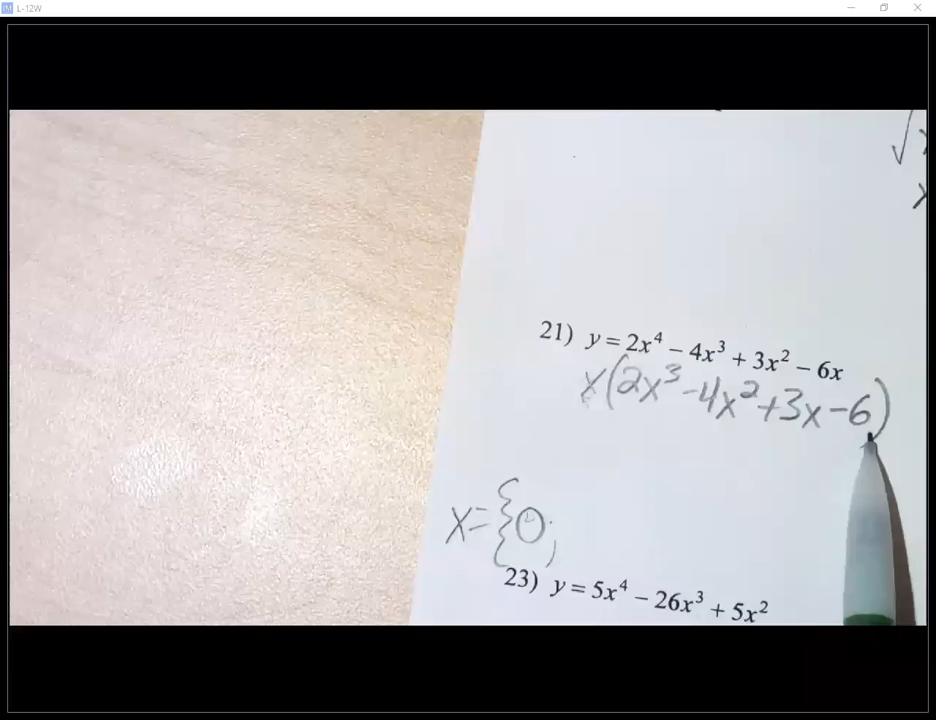 L-12W
21) y = 2x⁴ − 4x³ + 3x² − 6x
x(2x³ -4x² +3x -6)
x = {0,
23) y = 5x⁴ − 26x³ + 5x²